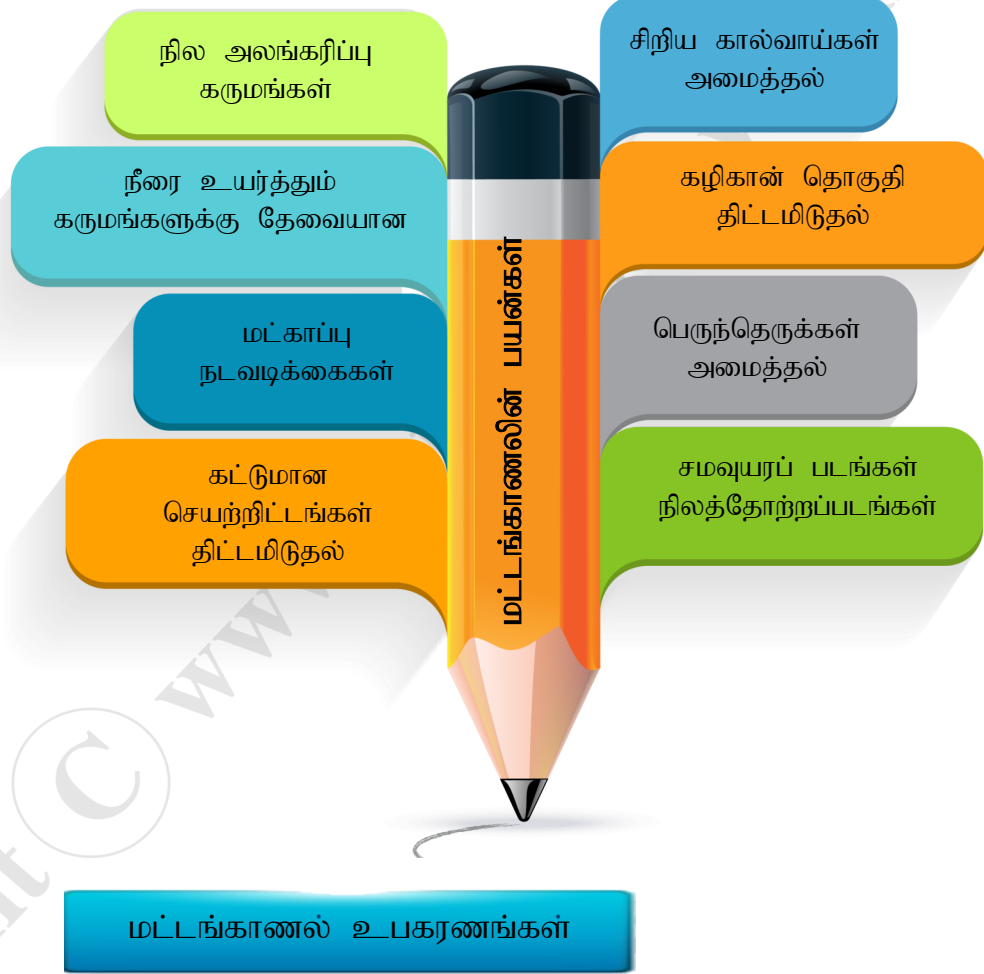 நில அலங்கரிப்பு
கருமங்கள்
சிறிய கால்வாய்கள்
அமைத்தல்
நீரை உயர்த்தும்
கருமங்களுக்கு தேவையான
கழிகான் தொகுதி
திட்டமிடுதல்
மட்காப்பு
நடவடிக்கைகள்
பெருந்தெருக்கள்
அமைத்தல்
கட்டுமான
செயற்றிட்டங்கள்
திட்டமிடுதல்
சமவுயரப் படங்கள்
நிலத்தோற்றப்படங்கள்
மட்டங்காணலின் பயன்கள்
C www
nt
மட்டங்காணல் உபகரணங்கள்